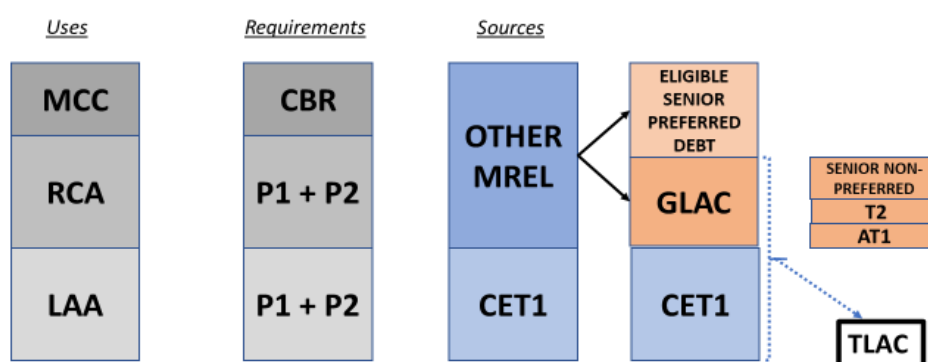 Uses
Requirements
Sources
MCC
RCA
LAA
CBR
P1 + P2
P1 + P2
OTHER
MREL
CET1
ELIGIBLE
SENIOR
PREFERRED
DEBT
GLAC
CET1
SENIOR NON-
PREFERRED
T2
AT1
TLAC